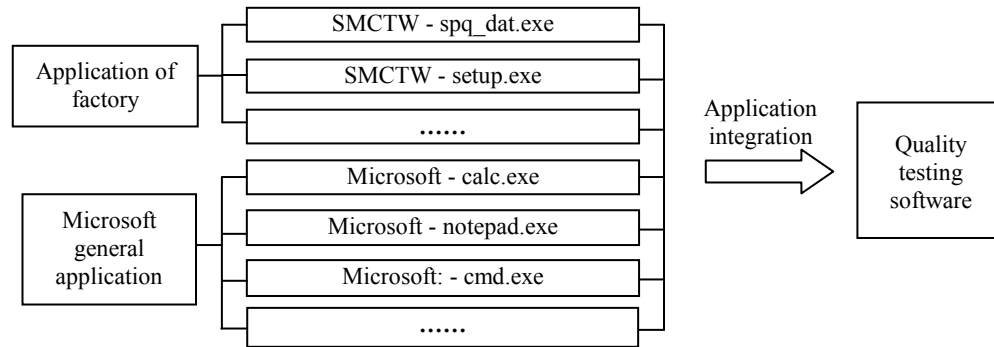 Application of
factory
SMCTW - spq_dat.exe
SMCTW - setup.exe
......
Microsoft
general
application
Microsoft - calc.exe
Microsoft - notepad.exe
Microsoft: - cmd.exe
......
Application
integration
Quality
testing
software